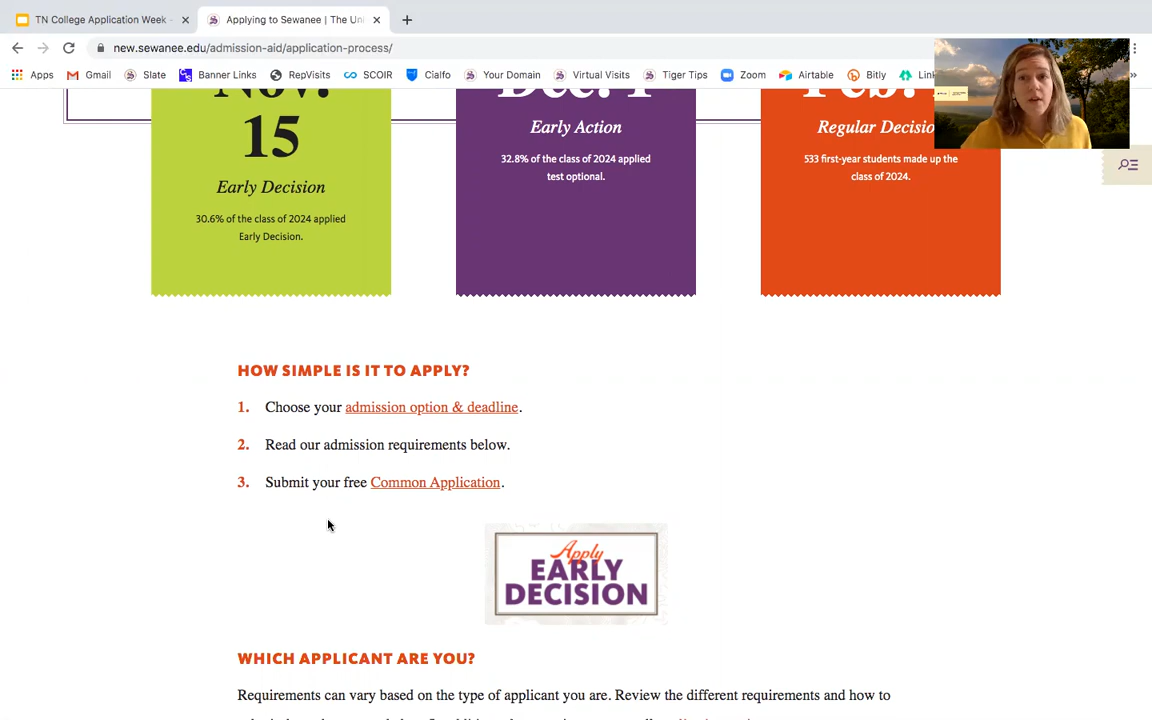 TN College Application Week -
Applying to Sewanee | The Un
new.sewanee.edu/admission-aid/application-process/
Apps Gmail Slate Banner Links RepVisits SCOIR Cialfo Your Domain Virtual Visits Tiger Tips Zoom Airtable Bitly Lin
Nov.
15
Early Decision
30.6% of the class of 2024 applied
Early Decision.
Dec. 1
Early Action
32.8% of the class of 2024 applied
test optional.
Feb.
Regular Decisio
533 first-year students made up the
class of 2024.
HOW SIMPLE IS IT TO APPLY?
1. Choose your admission option & deadline.
2. Read our admission requirements below.
3. Submit your free Common Application.
Apply
EARLY
DECISION
WHICH APPLICANT ARE YOU?
Requirements can vary based on the type of applicant you are. Review the different requirements and how to